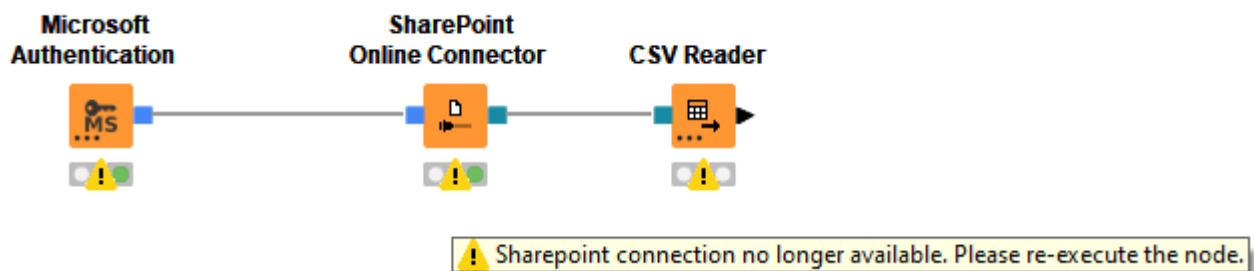 Microsoft
Authentication
SharePoint
Online Connector
CSV Reader
MS
Sharepoint connection no longer available. Please re-execute the node.